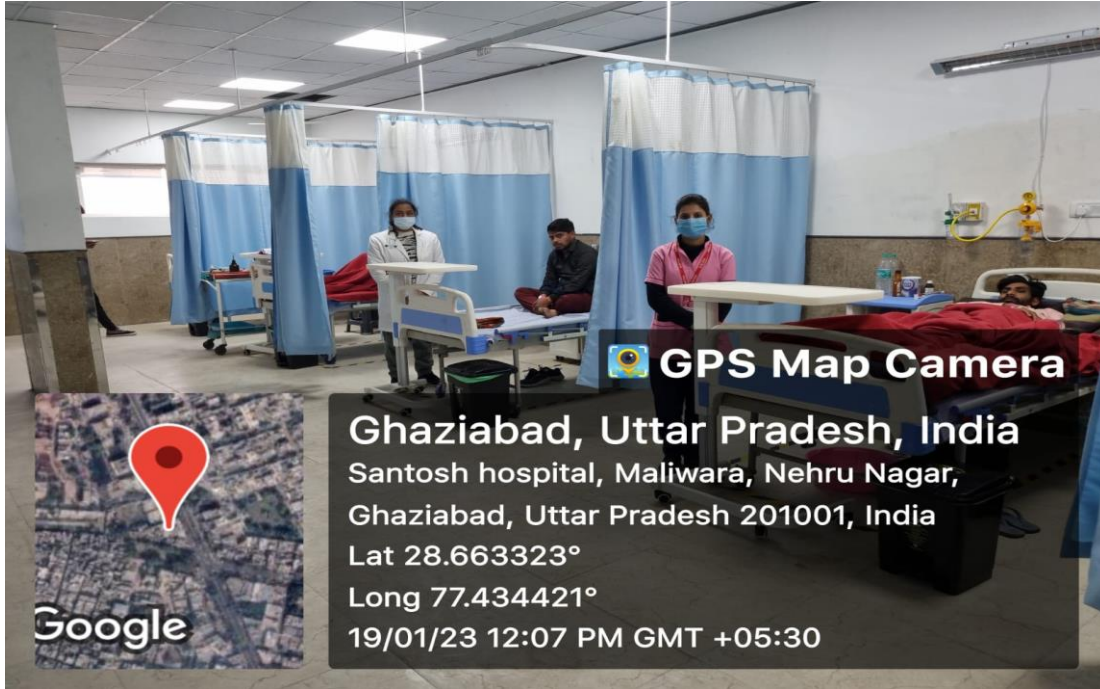 GPS Map Camera
Ghaziabad, Uttar Pradesh, India
Santosh hospital, Maliwara, Nehru Nagar,
Ghaziabad, Uttar Pradesh 201001, India
Lat 28.663323°
Long 77.434421°
19/01/23 12:07 PM GMT +05:30
Google